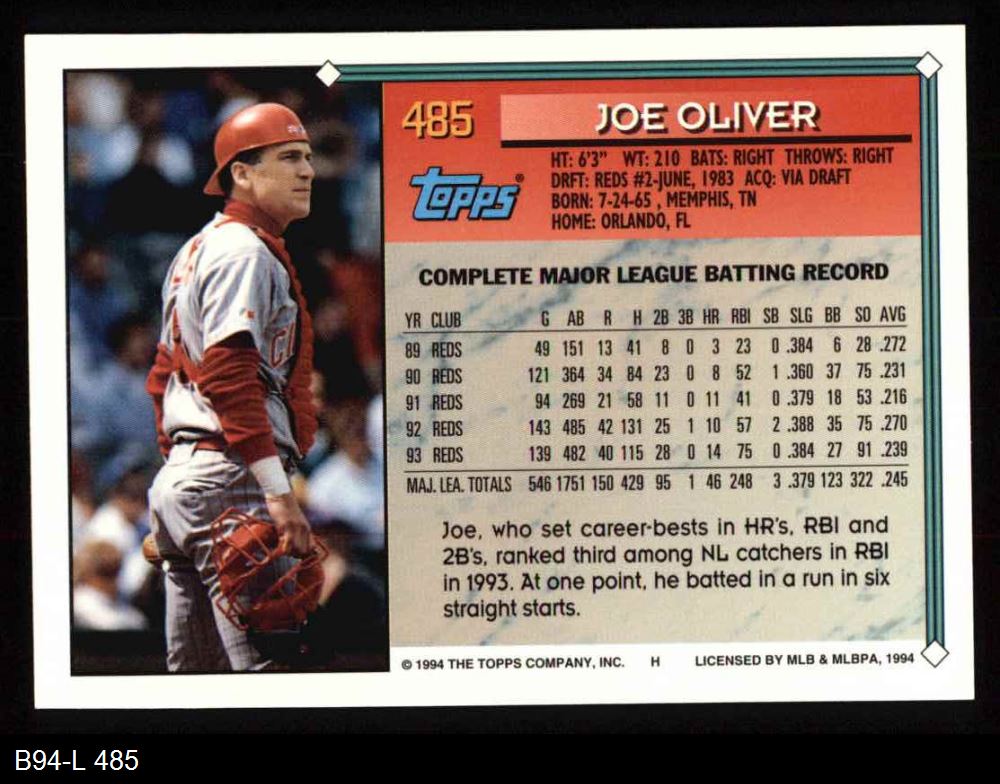 485
JOE OLIVER
TOPPS®
HT: 6'3" WT: 210 BATS: RIGHT THROWS: RIGHT
DRFT: REDS #2-JUNE, 1983 ACQ: VIA DRAFT
BORN: 7-24-65 , MEMPHIS, TN
HOME: ORLANDO, FL
COMPLETE MAJOR LEAGUE BATTING RECORD
YR CLUB G AB R H 2B 3B HR RBI SB SLG BB SO AVG
89 REDS 49 151 13 41 8 0 3 23 0 .384 6 28 .272
90 REDS 121 364 34 84 23 0 8 52 1 .360 37 75 .231
91 REDS 94 269 21 58 11 0 11 41 0 .379 18 53 .216
92 REDS 143 485 42 131 25 1 10 57 2 .388 35 75 .270
93 REDS 139 482 40 115 28 0 14 75 0 .384 27 91 .239
MAJ. LEA. TOTALS 546 1751 150 429 95 1 46 248 3 .379 123 322 .245
Joe, who set career-bests in HR's, RBI and
2B's, ranked third among NL catchers in RBI
in 1993. At one point, he batted in a run in six
straight starts.
© 1994 THE TOPPS COMPANY, INC. H LICENSED BY MLB & MLBPA, 1994
B94-L 485